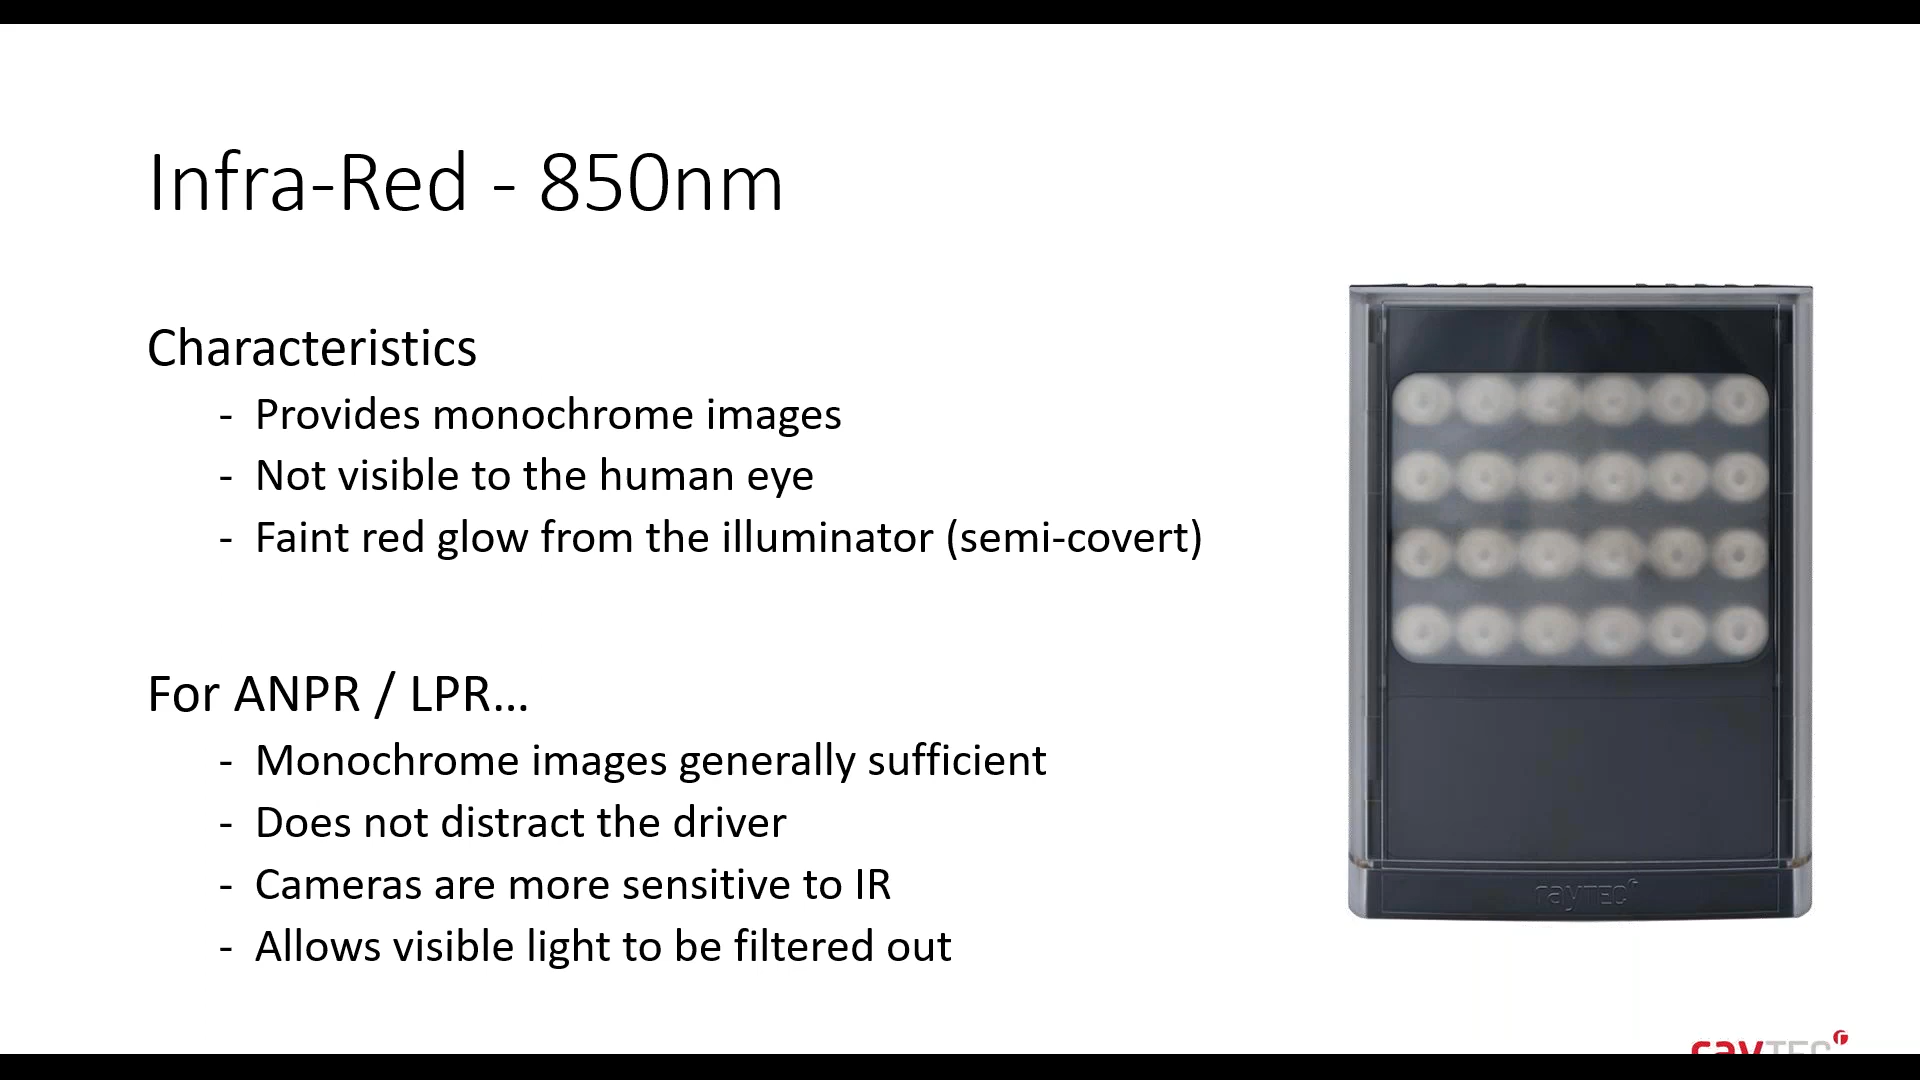 Infra-Red - 850nm
Characteristics
- Provides monochrome images
- Not visible to the human eye
- Faint red glow from the illuminator (semi-covert)
For ANPR / LPR...
- Monochrome images generally sufficient
- Does not distract the driver
- Cameras are more sensitive to IR
- Allows visible light to be filtered out
rayTEC
rayTEC